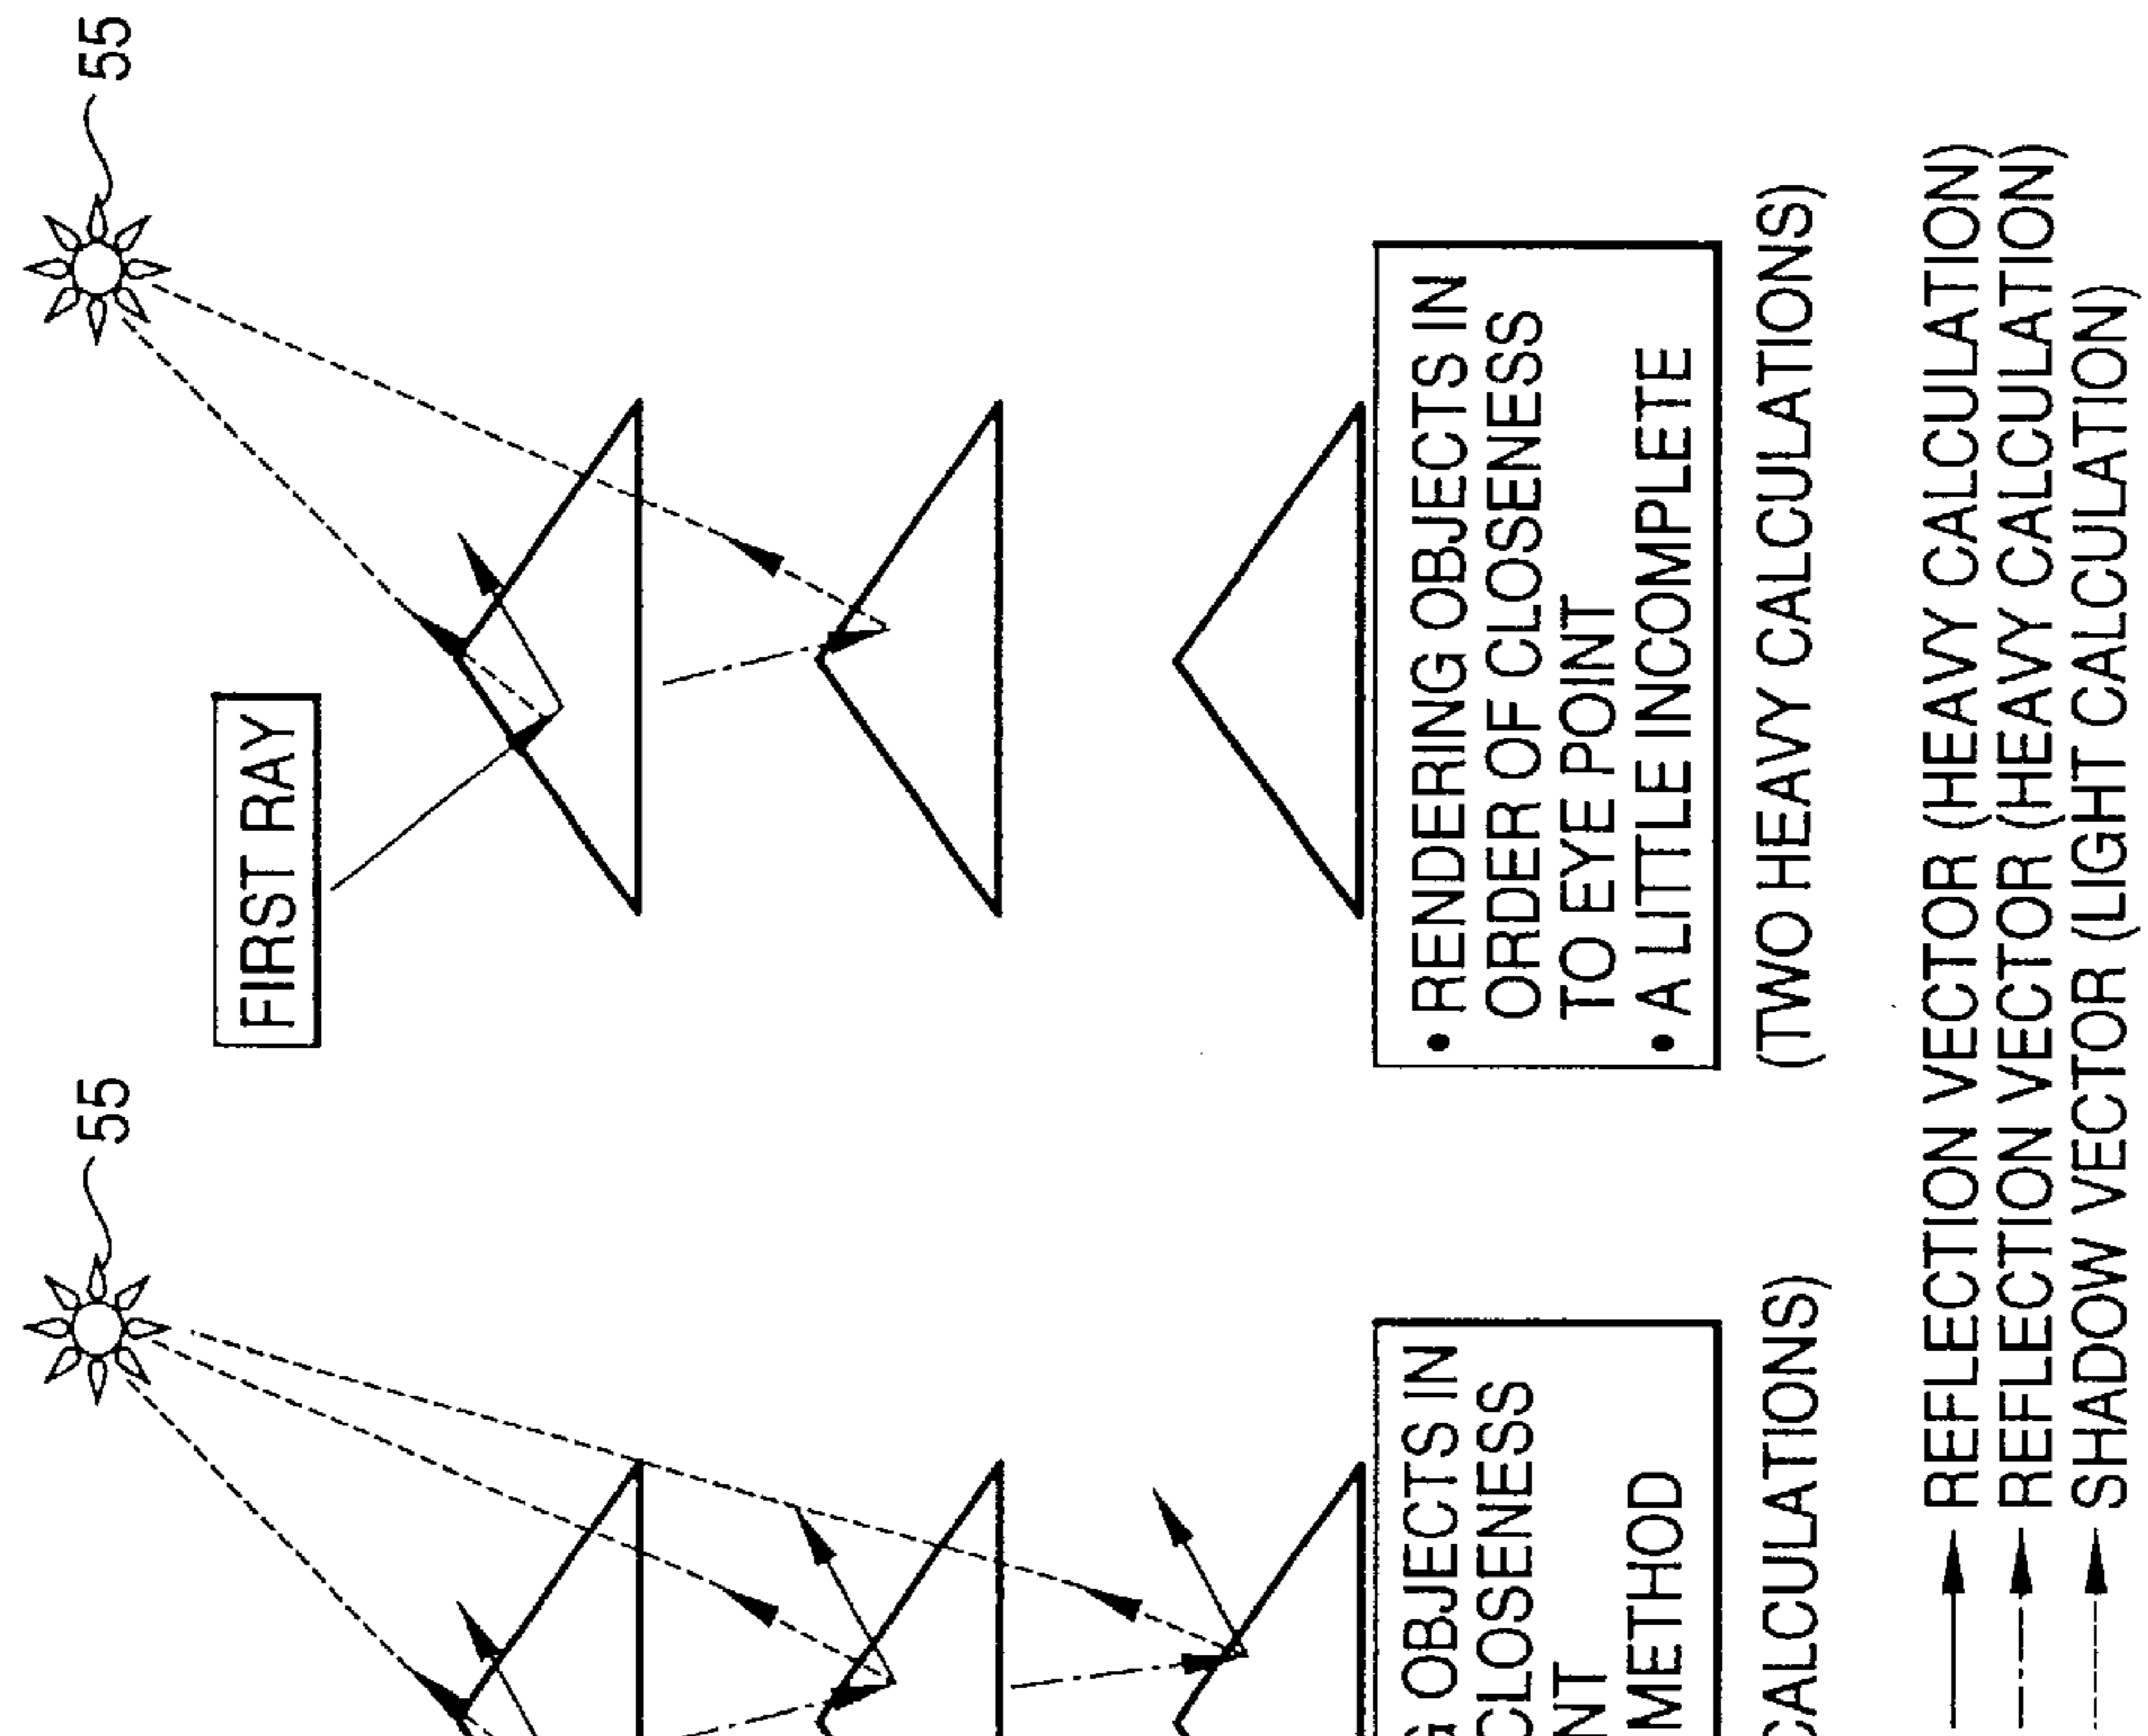 55
FIRST RAY
• RENDERING OBJECTS IN
ORDER OF CLOSENESS
TO EYE POINT
• A LITTLE INCOMPLETE
(TWO HEAVY CALCULATIONS)
55
G OBJECTS IN
CLOSENESS
NT
METHOD
CALCULATIONS)
REFLECTION VECTOR (HEAVY CALCULATION)
REFLECTION VECTOR (HEAVY CALCULATION)
SHADOW VECTOR (LIGHT CALCULATION)